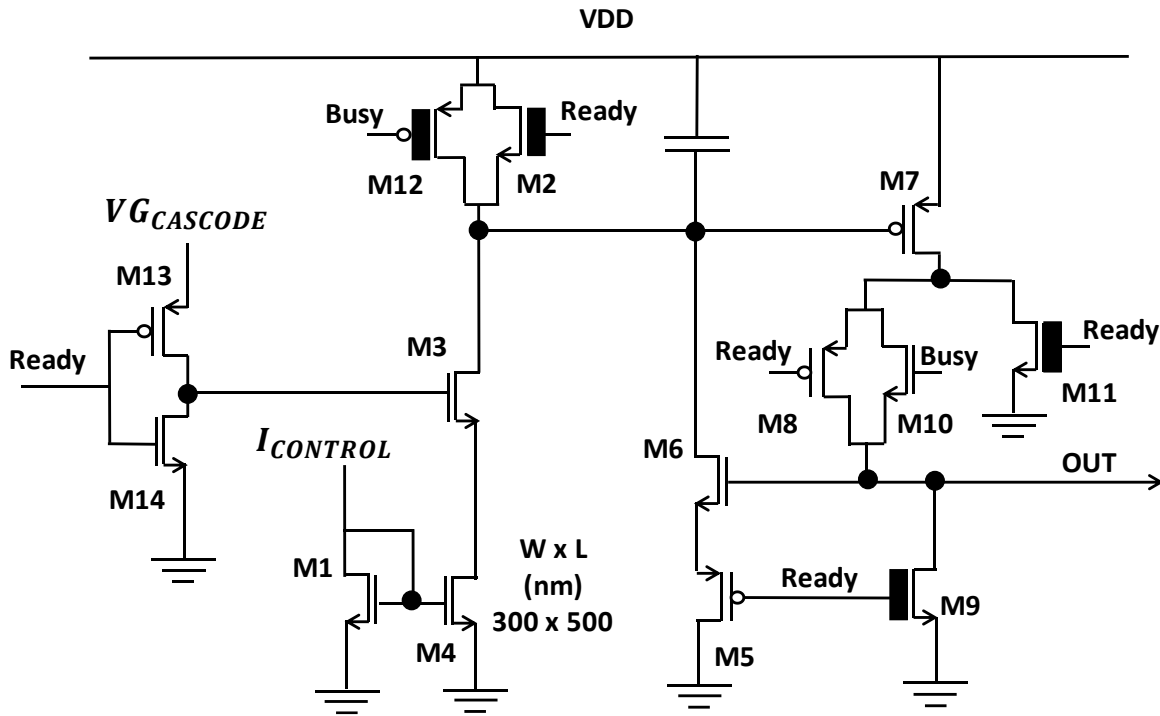 VDD
Busy
Ready
M12
M2
M7
VG_CASCODE
M13
Ready
M3
Ready
Busy
Ready
M8
M10
M11
M6
OUT
I_CONTROL
M14
M1
W x L
(nm)
300 x 500
Ready
M9
M4
M5